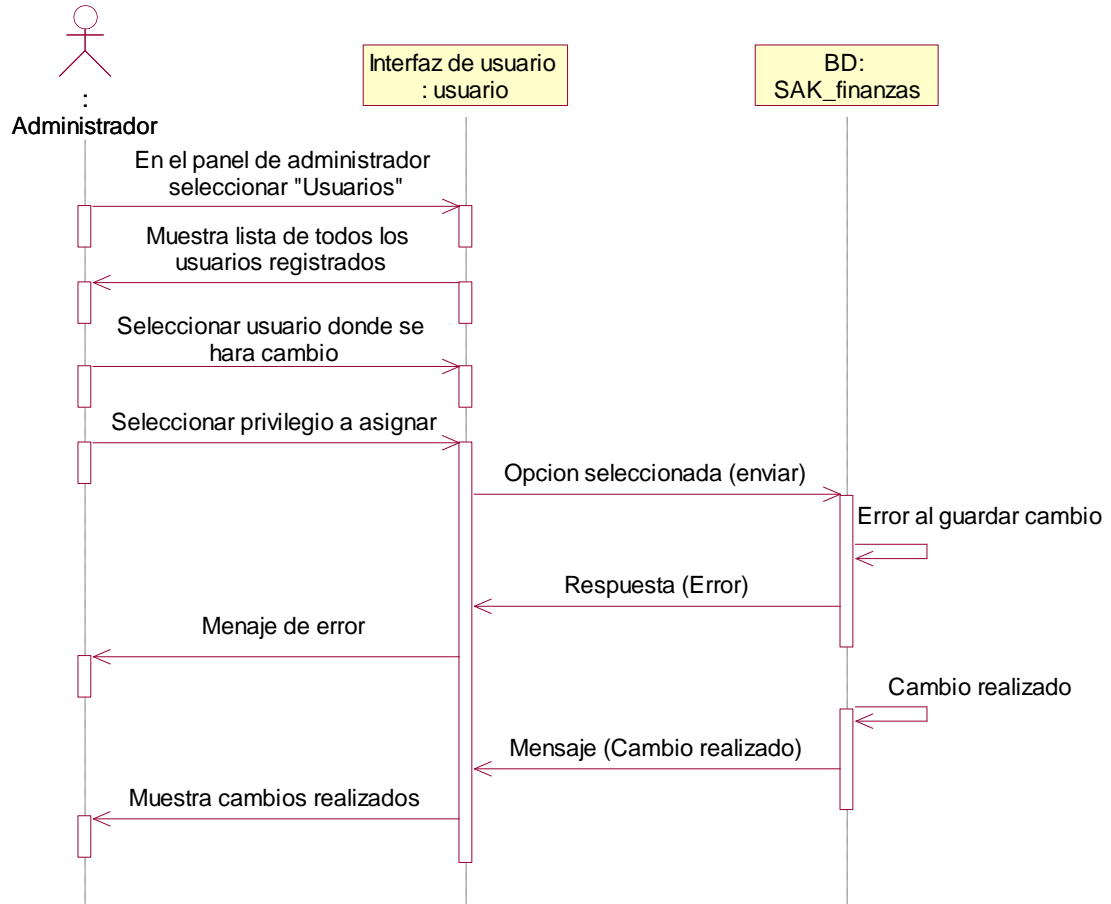 :
Administrador
Interfaz de usuario
: usuario
BD:
SAK_finanzas
En el panel de administrador
seleccionar "Usuarios"
Muestra lista de todos los
usuarios registrados
Seleccionar usuario donde se
hara cambio
Seleccionar privilegio a asignar
Opcion seleccionada (enviar)
Error al guardar cambio
Respuesta (Error)
Menaje de error
Cambio realizado
Mensaje (Cambio realizado)
Muestra cambios realizados